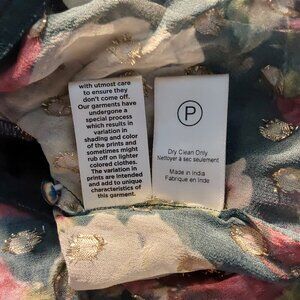 with utmost care
to ensure they
don't come off.
Our garments have
undergone a
special process
which results in
variation in
shading and color
of the prints and
sometimes might
rub off on lighter
colored clothes.
The variation in
prints are intended
and add to unique
characteristics of
this garment.
P
Dry Clean Only
Nettoyer à sec seulement
Made in India
Fabriqué en Inde